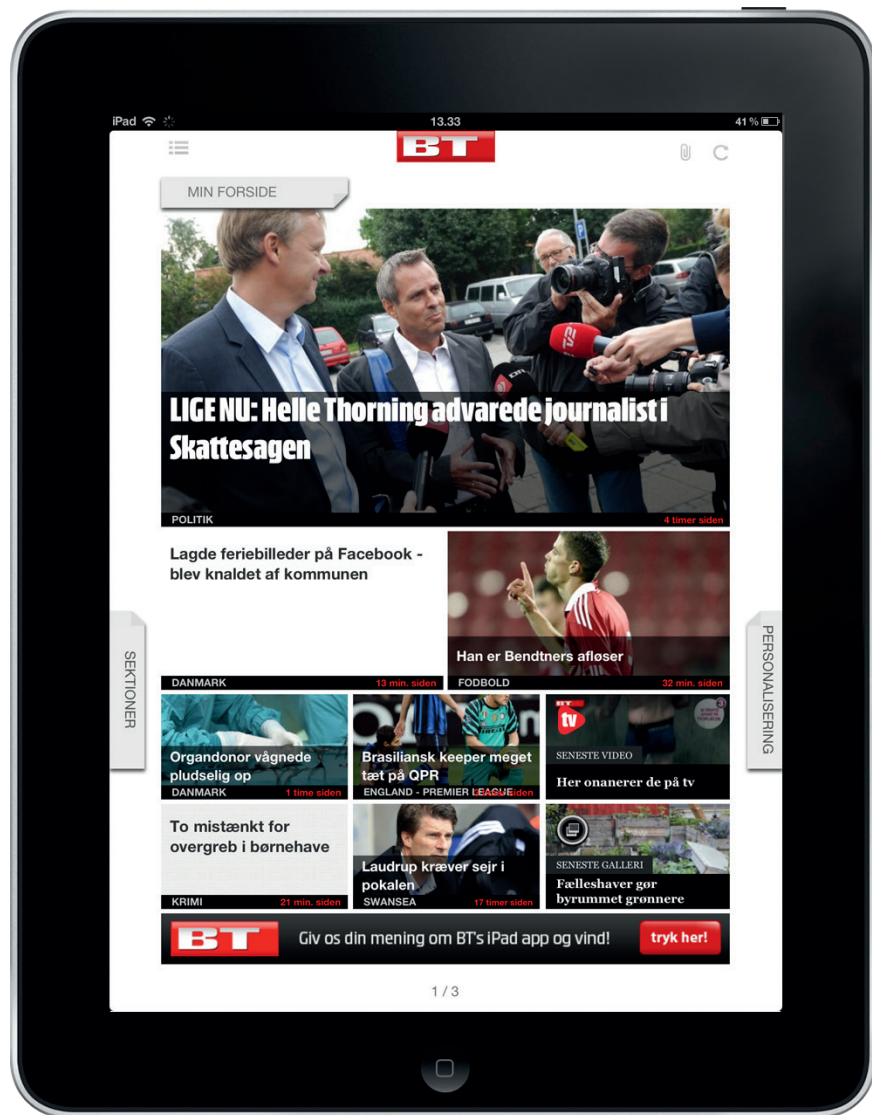 iPad
13.33
41 %
BT
MIN FORSIDE
DR
LIGE NU: Helle Thorning advarede journalist i
Skattesagen
POLITIK
4 timer siden
Lagde feriebilleder på Facebook -
blev knaldet af kommunen
DANMARK
13 min. siden
Han er Bendtners afløser
FODBOLD
32 min. siden
SEKTIONER
PERSONALISERING
Organdonor vågnede
pludselig op
DANMARK
1 time siden
Brasiliansk keeper meget
tæt på QPR
ENGLAND - PREMIER LEAGUE
BT
tv
SENESTE VIDEO
Her onanerer de på tv
To mistænkt for
overgreb i børnehave
KRIMI
21 min. siden
Laudrup kræver sejr i
pokalen
SWANSEA
17 timer siden
SENESTE GALLERI
Fælleshaver gør
byrummet grønnere
BT
Giv os din mening om BT's iPad app og vind!
tryk her!
1 / 3